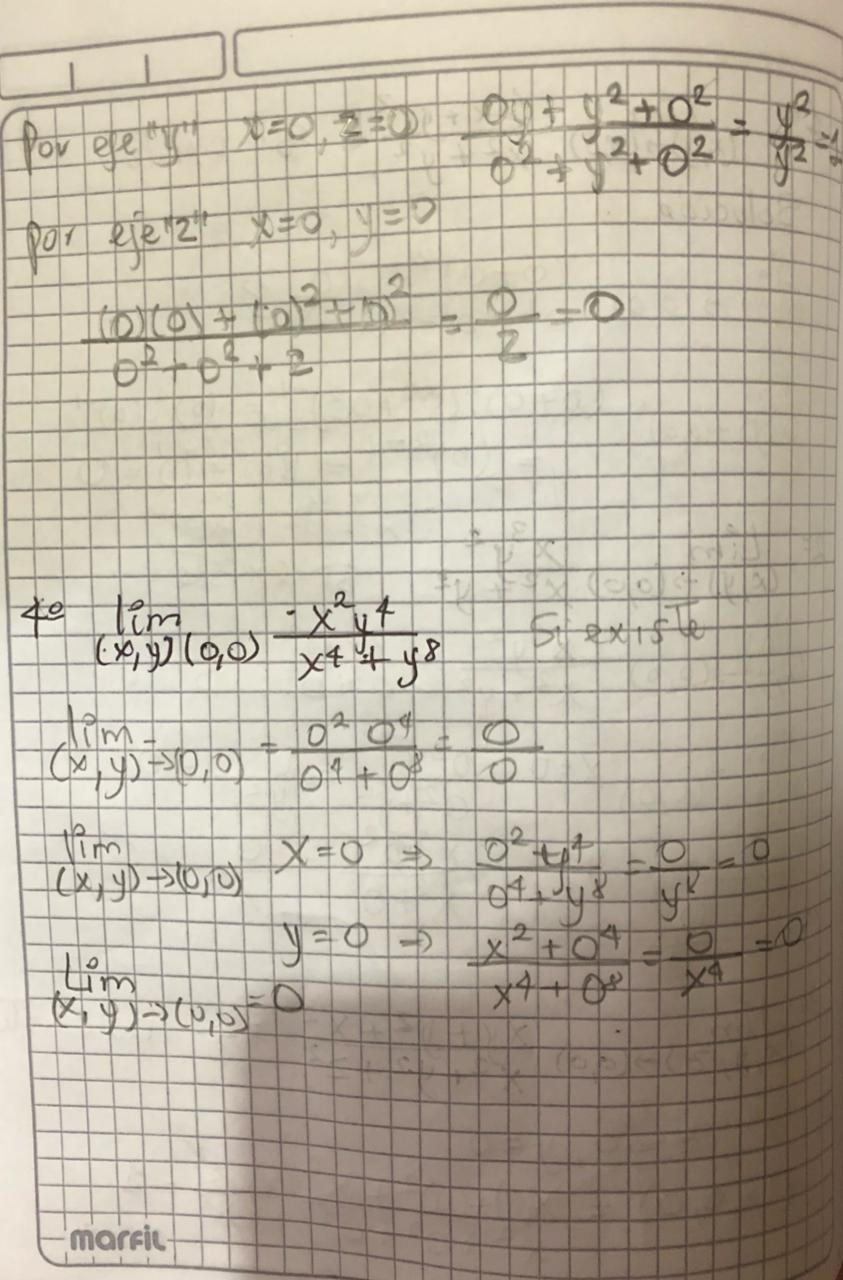 Por eje "y" x=0, z=0 (0y + y² + 0²)/(0² + y² + 0²) = y²/y² = 1
por eje "z" x=0, y=0
((0)(0) + (0)² + (0)²)/(0² + 0² + z) = 0/z = 0
4º lim (x,y)(0,0) x²y⁴/(x⁴ + y⁸) Si existe
lim (x,y)→(0,0) = 0² 0⁴/(0⁴ + 0⁸) = 0/0
lim (x,y)→(0,0) x=0 ⇒ (0² + y⁴)/(0⁴ + y⁸) = 0/y⁸ = 0
y=0 → (x² + 0⁴)/(x⁴ + 0⁸) = 0/x⁴ = 0
Lim (x,y)→(0,0) = 0
marfil